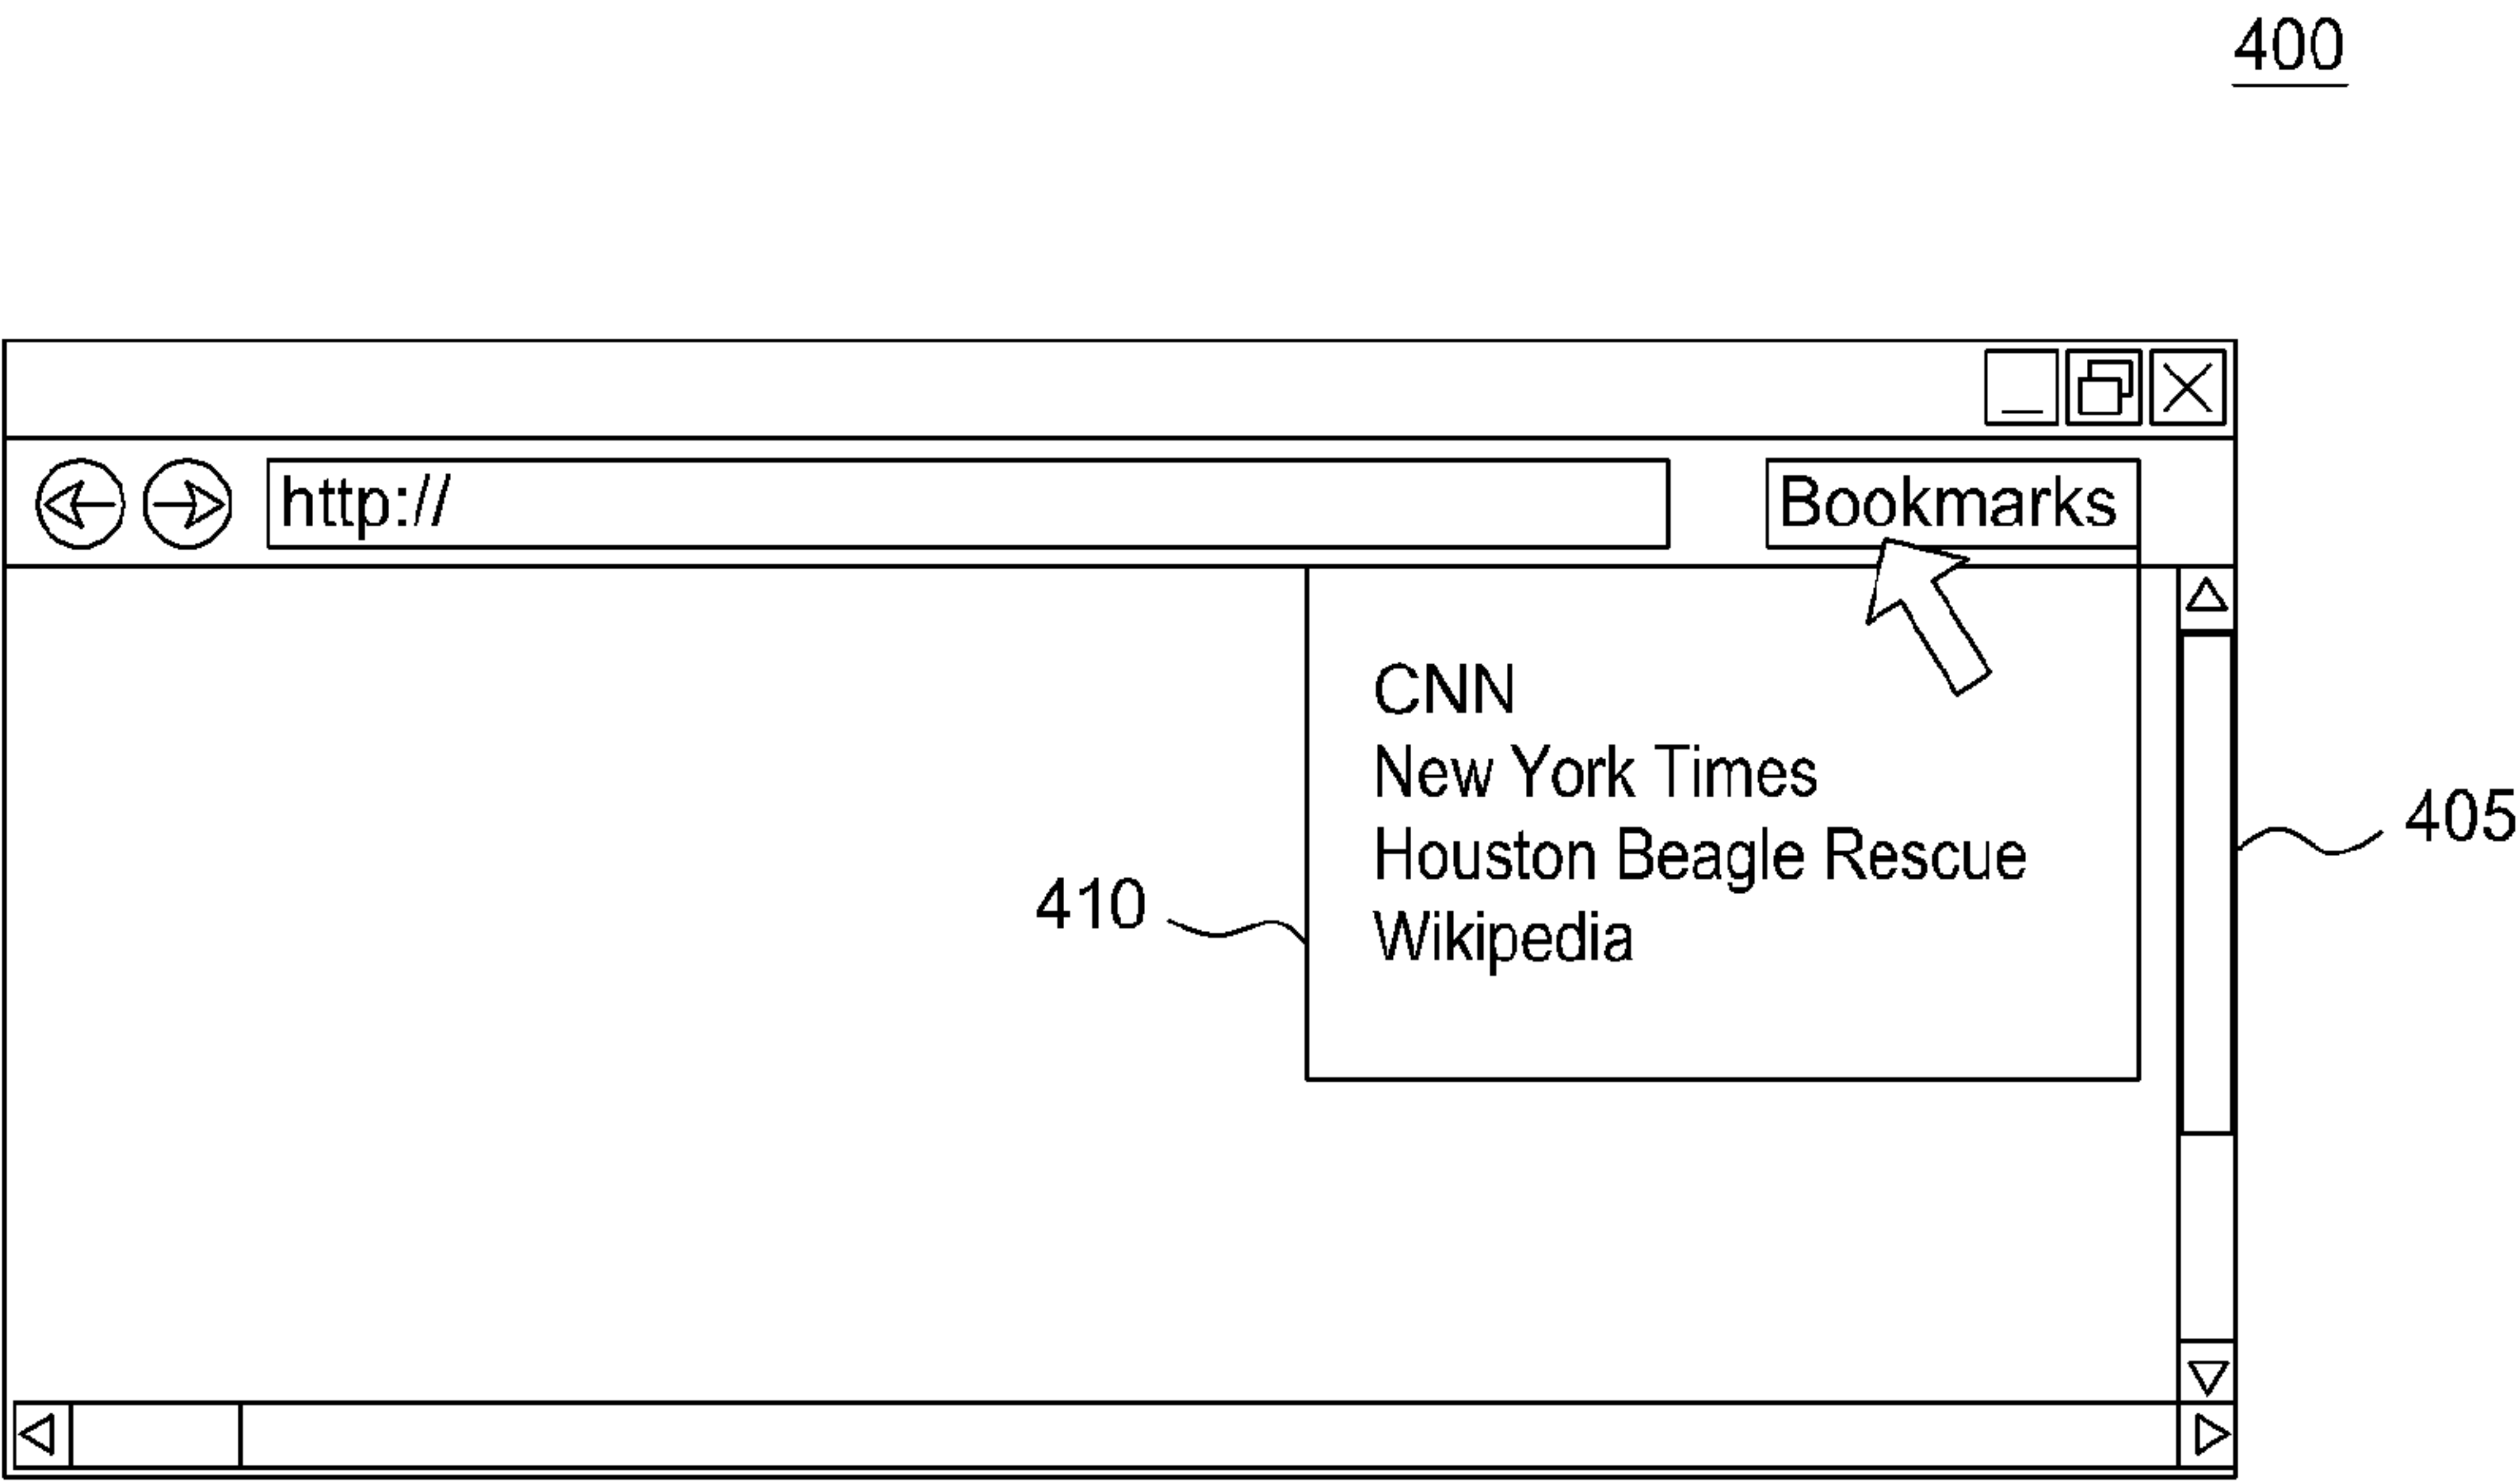 400
http://
Bookmarks
CNN
New York Times
Houston Beagle Rescue
Wikipedia
405
410